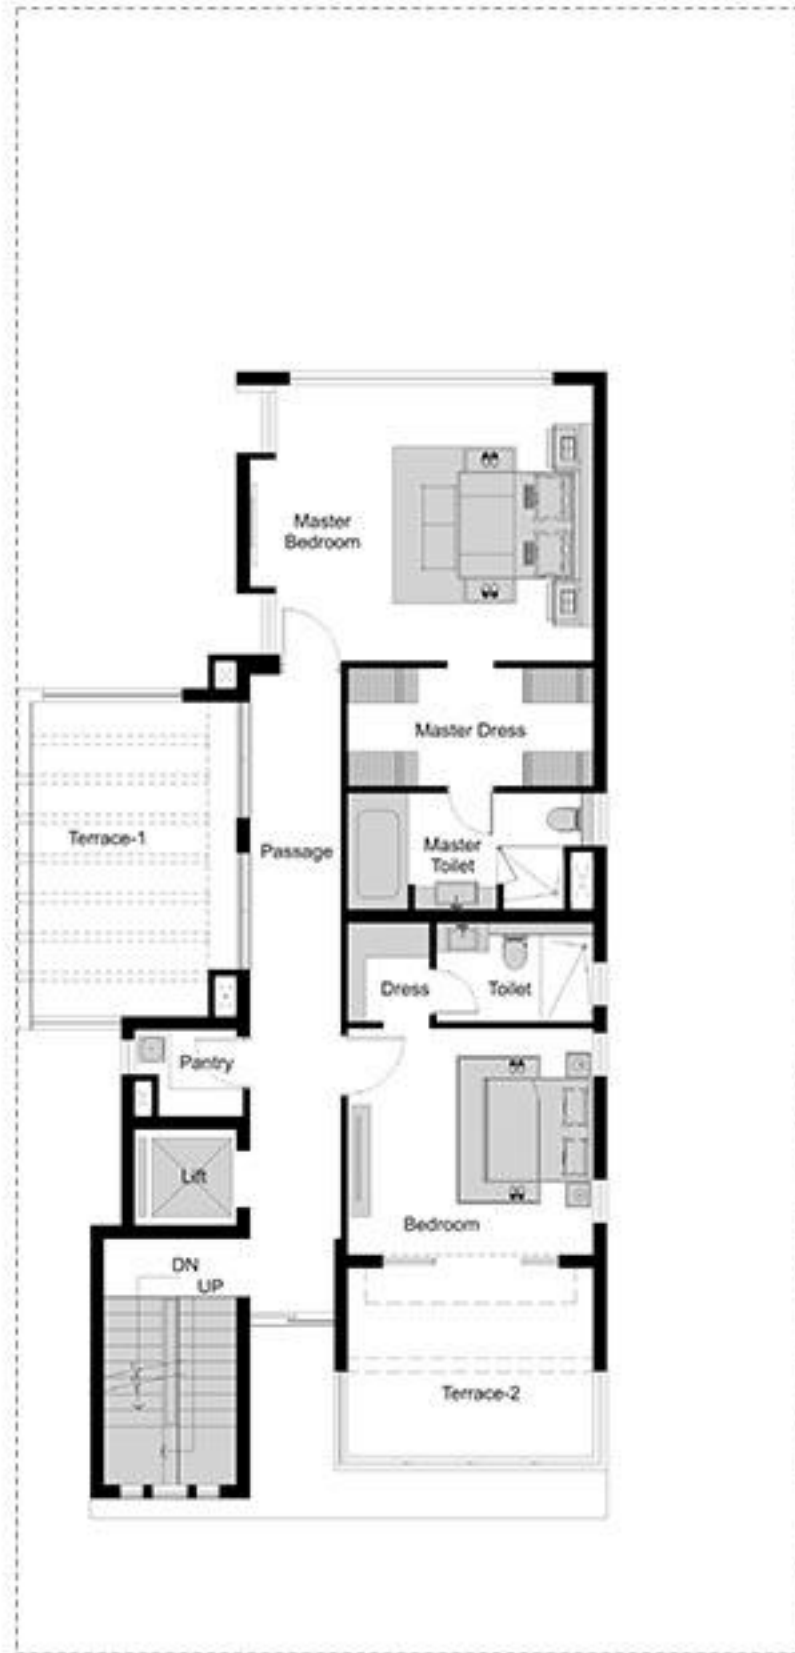 Master
Bedroom
Master Dress
Terrace-1
Passage
Master
Toilet
Dress
Toilet
Pantry
Lift
Bedroom
DN
UP
Terrace-2